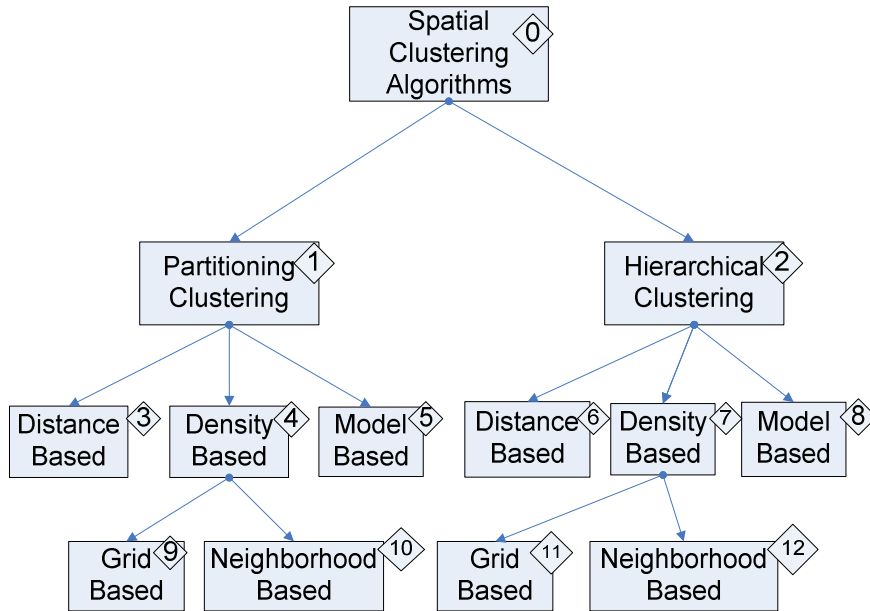 Spatial
Clustering
Algorithms
0
Partitioning
Clustering
1
Hierarchical
Clustering
2
Distance
Based
3
Density
Based
4
Model
Based
5
Distance
Based
6
Density
Based
7
Model
Based
8
Grid
Based
9
Neighborhood
Based
10
Grid
Based
11
Neighborhood
Based
12